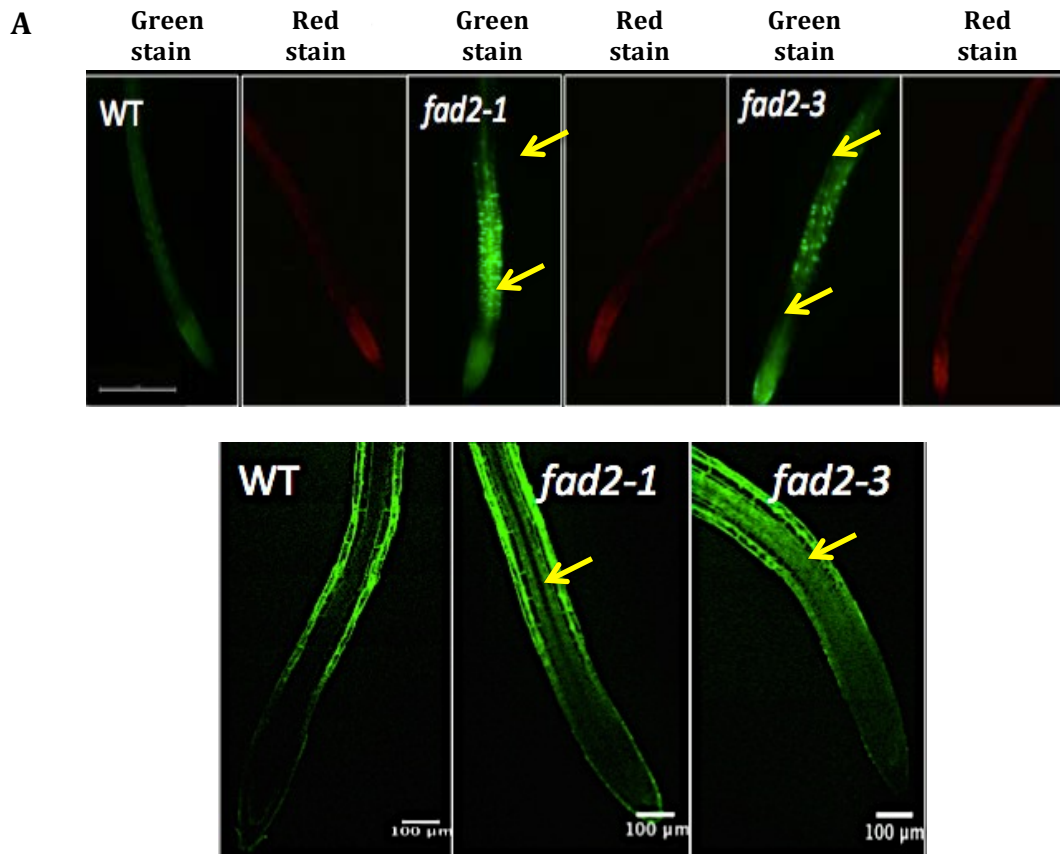 A
Green stain
Red stain
Green stain
Red stain
Green stain
Red stain
WT
fad2-1
fad2-3
WT
fad2-1
fad2-3
100 µm
100 µm
100 µm